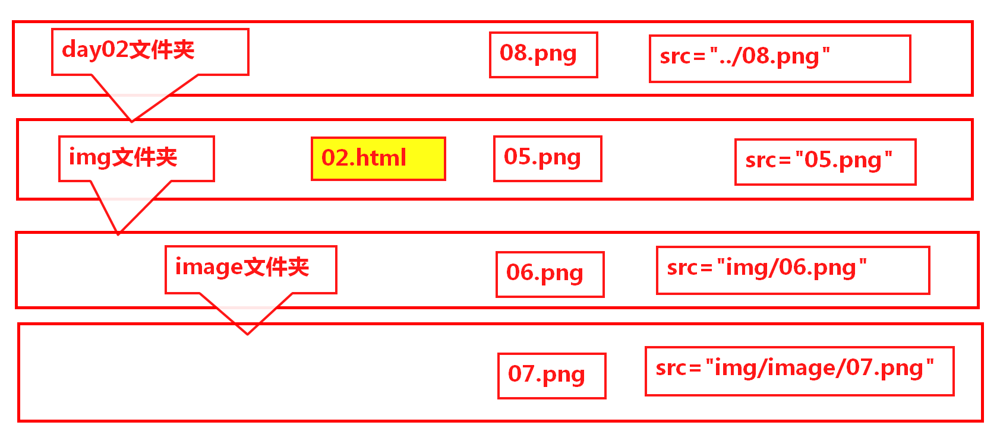 day02文件夹
08.png
src="../08.png"
img文件夹
02.html
05.png
src="05.png"
image文件夹
06.png
src="img/06.png"
07.png
src="img/image/07.png"